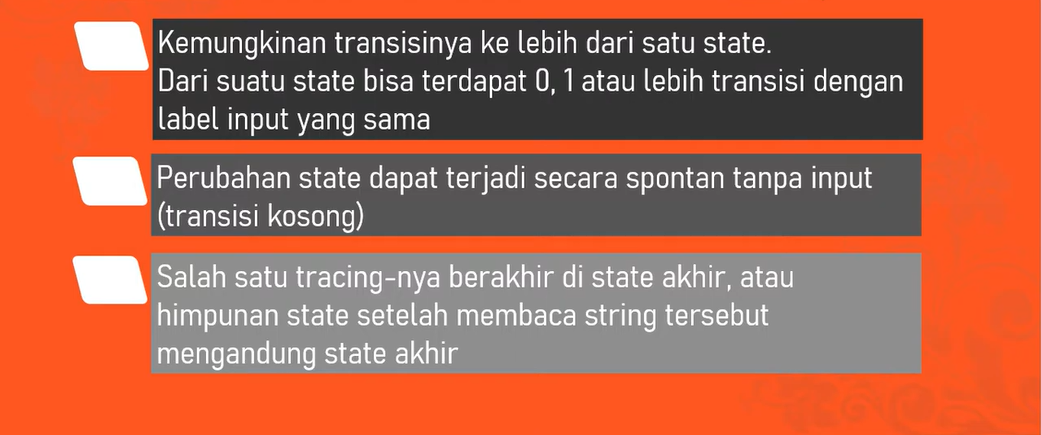 Kemungkinan transisinya ke lebih dari satu state.
Dari suatu state bisa terdapat 0, 1 atau lebih transisi dengan
label input yang sama
Perubahan state dapat terjadi secara spontan tanpa input
(transisi kosong)
Salah satu tracing-nya berakhir di state akhir, atau
himpunan state setelah membaca string tersebut
mengandung state akhir